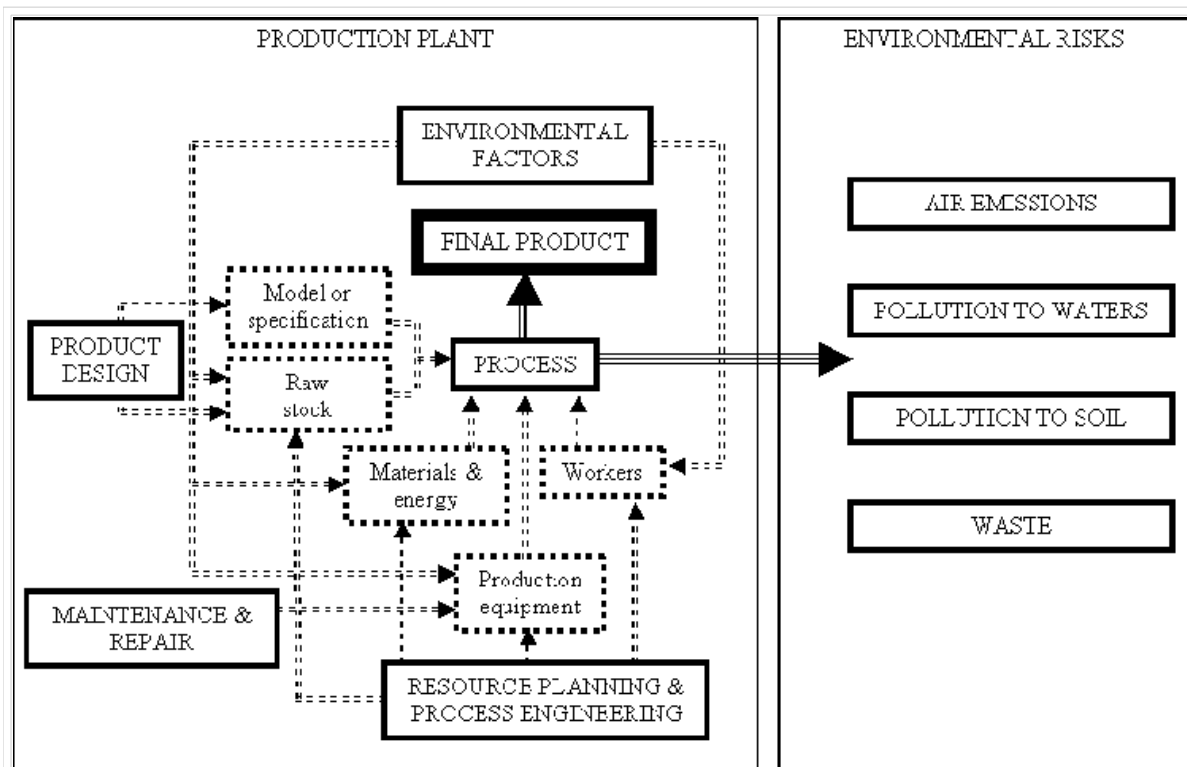 PRODUCTION PLANT
ENVIRONMENTAL RISKS
ENVIRONMENTAL
FACTORS
FINAL PRODUCT
Model or
specification
PRODUCT
DESIGN
Raw
stock
PROCESS
Materials &
energy
Workers
Production
equipment
MAINTENANCE &
REPAIR
RESOURCE PLANNING &
PROCESS ENGINEERING
AIR EMISSIONS
POLLUTION TO WATERS
POLLUTION TO SOIL
WASTE